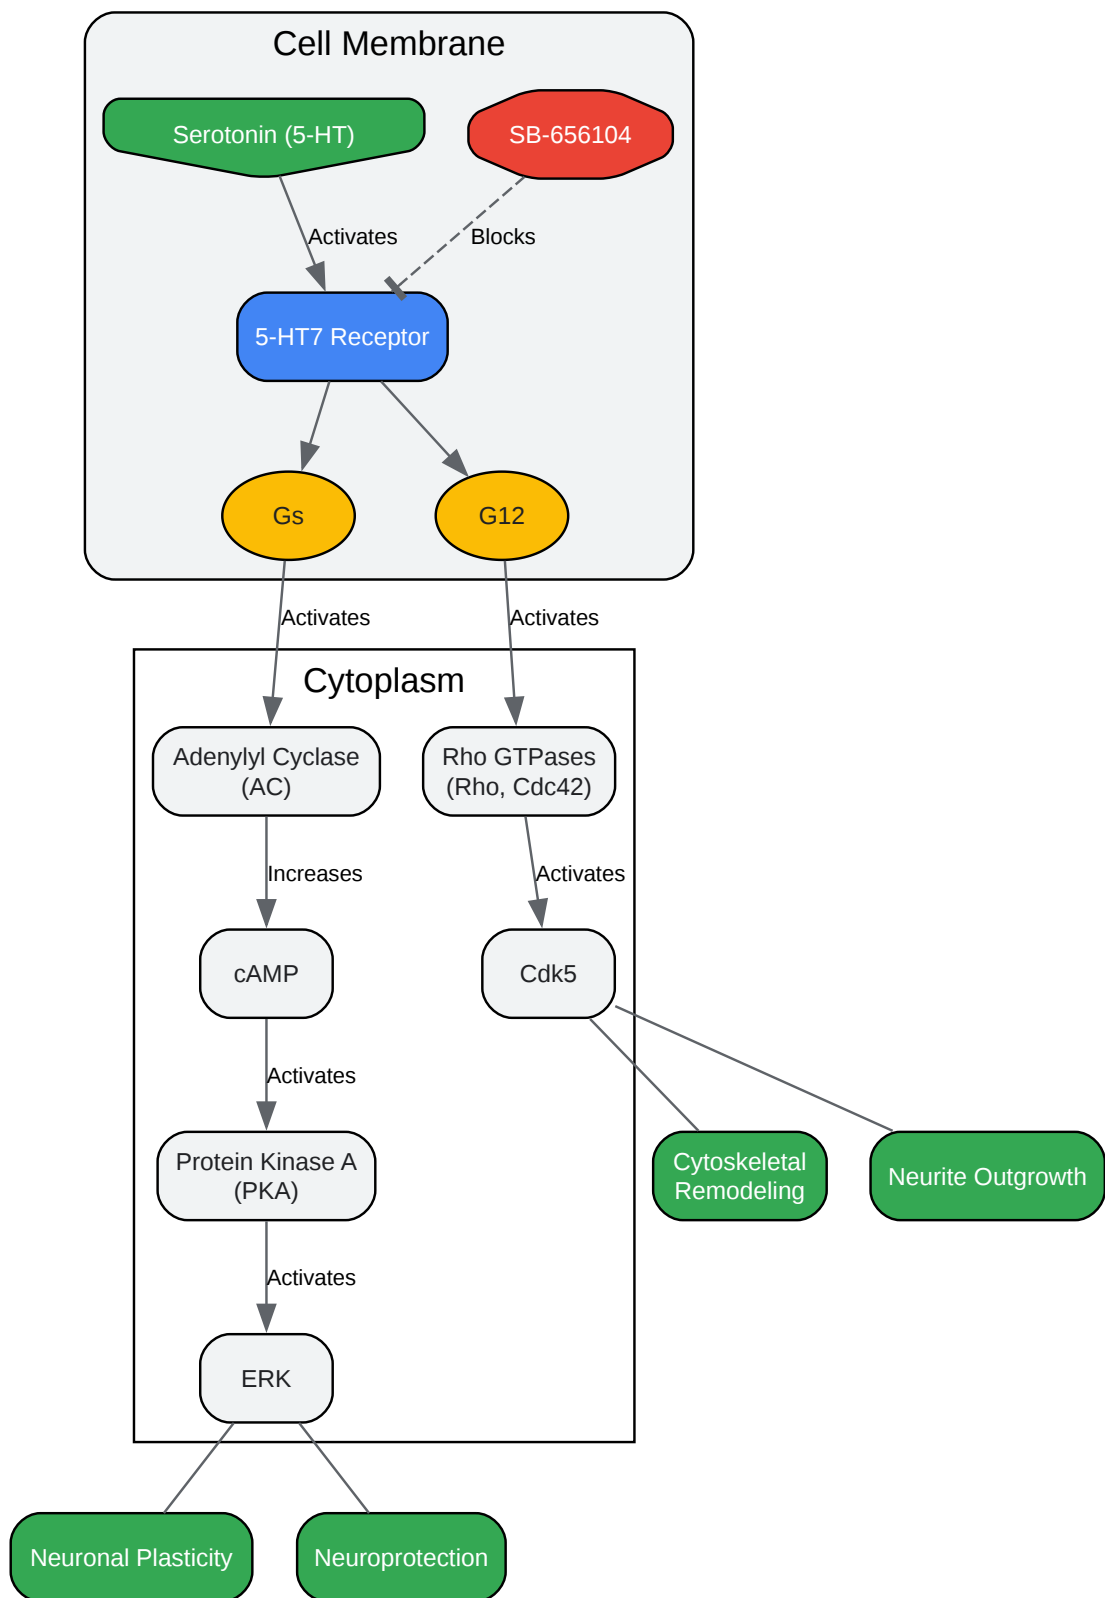 Cell Membrane
Serotonin (5-HT)
SB-656104
Activates
Blocks
5-HT7 Receptor
Gs
G12
Activates
Activates
Cytoplasm
Adenylyl Cyclase
(AC)
Rho GTPases
(Rho, Cdc42)
Increases
Activates
cAMP
Cdk5
Activates
Protein Kinase A
(PKA)
Cytoskeletal
Remodeling
Neurite Outgrowth
Activates
ERK
Neuronal Plasticity
Neuroprotection